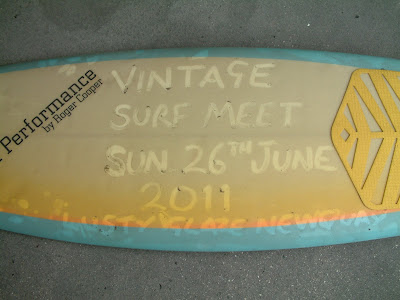 Performance
by Roger Cooper
VINTAGE
SURF MEET
SUN 26TH JUNE
2011